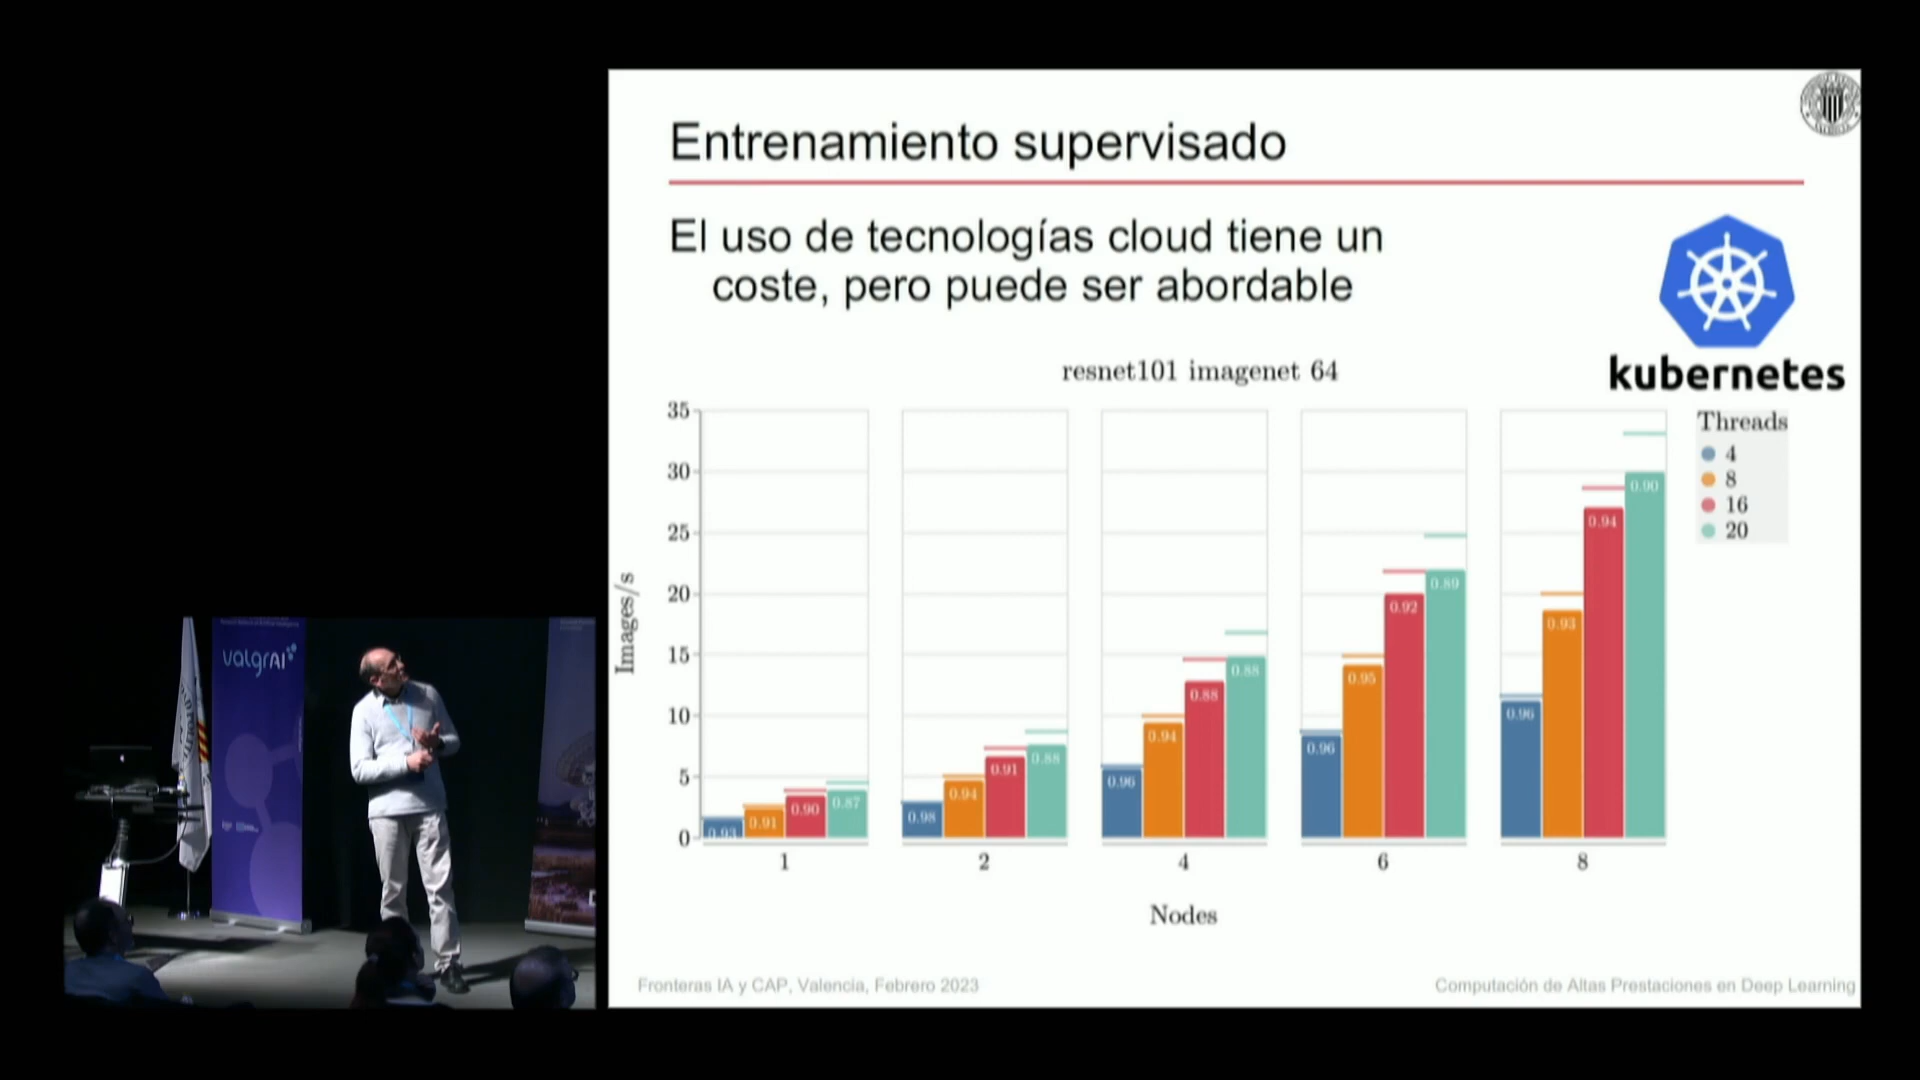 Entrenamiento supervisado
El uso de tecnologías cloud tiene un
coste, pero puede ser abordable
kubernetes
resnet101 imagenet 64
Threads
4
8
16
20
Images/s
35
30
25
20
15
10
5
0
0.93 0.91 0.90 0.87
0.98 0.94 0.91 0.88
0.96 0.94 0.88 0.88
0.96 0.95 0.92 0.89
0.96 0.93 0.94 0.90
1 2 4 6 8
Nodes
Fronteras IA y CAP, Valencia, Febrero 2023
Computación de Altas Prestaciones en Deep Learning
valgrAI